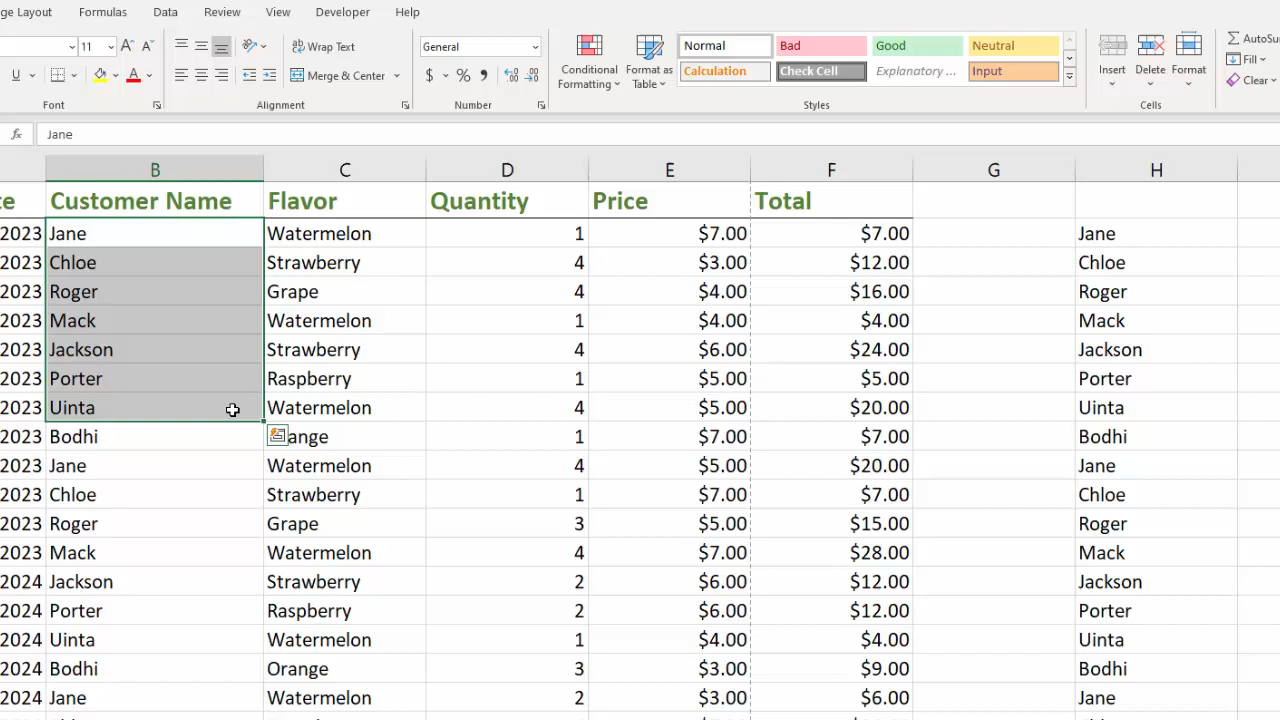 ge Layout Formulas Data Review View Developer Help
11 A A ab Wrap Text General Normal Bad Good Neutral AutoSu
U A Merge & Center $ % Conditional Formatting Format as Table Calculation Check Cell Explanatory ... Input Insert Delete Format Fill
Clear
Font Alignment Number Styles Cells
fx Jane
B C D E F G H
te Customer Name Flavor Quantity Price Total
2023 Jane Watermelon 1 $7.00 $7.00 Jane
2023 Chloe Strawberry 4 $3.00 $12.00 Chloe
2023 Roger Grape 4 $4.00 $16.00 Roger
2023 Mack Watermelon 1 $4.00 $4.00 Mack
2023 Jackson Strawberry 4 $6.00 $24.00 Jackson
2023 Porter Raspberry 1 $5.00 $5.00 Porter
2023 Uinta Watermelon 4 $5.00 $20.00 Uinta
2023 Bodhi ange 1 $7.00 $7.00 Bodhi
2023 Jane Watermelon 4 $5.00 $20.00 Jane
2023 Chloe Strawberry 1 $7.00 $7.00 Chloe
2023 Roger Grape 3 $5.00 $15.00 Roger
2023 Mack Watermelon 4 $7.00 $28.00 Mack
2024 Jackson Strawberry 2 $6.00 $12.00 Jackson
2024 Porter Raspberry 2 $6.00 $12.00 Porter
2024 Uinta Watermelon 1 $4.00 $4.00 Uinta
2024 Bodhi Orange 3 $3.00 $9.00 Bodhi
2024 Jane Watermelon 2 $3.00 $6.00 Jane